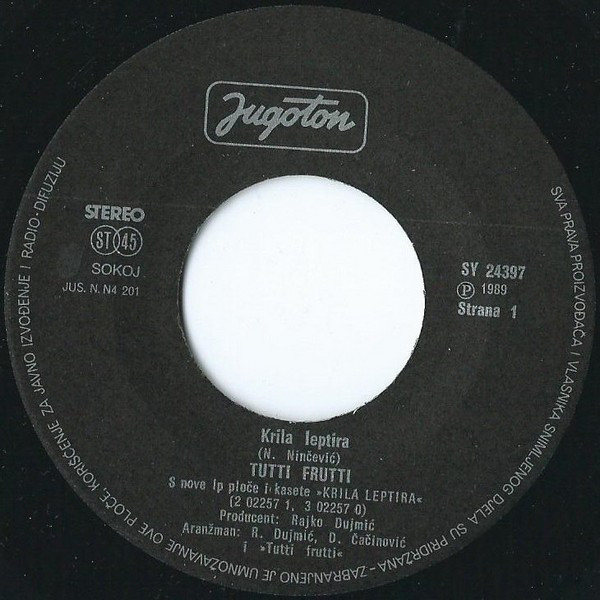 Jugoton
STEREO
ST 45
SOKOJ
JUS. N. N4 201
SY 24397
Ⓟ 1989
Strana 1
Krila leptira
(N. Ninčević)
TUTTI FRUTTI
S nove lp ploče i kasete »KRILA LEPTIRA«
(2 02257 1, 3 02257 0)
Producent: Rajko Dujmić
Aranžman: R. Dujmić, D. Čačinović
i »Tutti frutti«
SVA PRAVA PROIZVOĐAČA I VLASNIKA SNIMLJENOG DJELA SU PRIDRŽANA - ZABRANJENO JE UMNOŽAVANJE OVE PLOČE, KORIŠĆENJE ZA JAVNO IZVOĐENJE I RADIO-DIFUZIJU